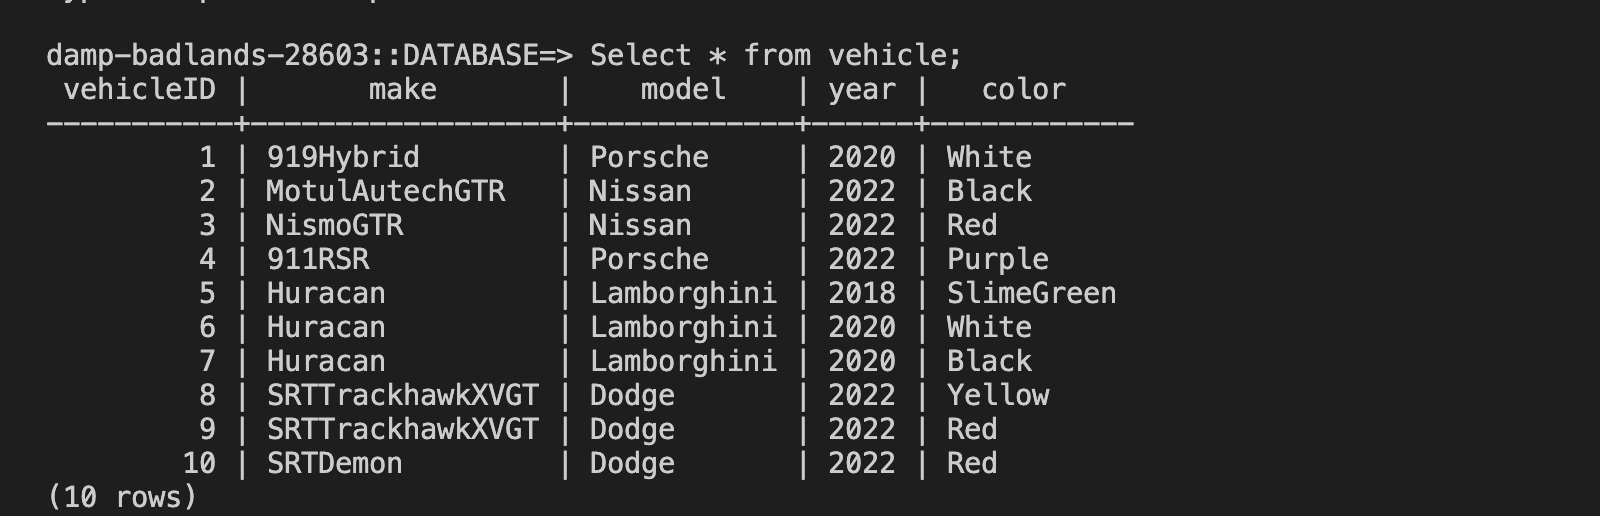 damp-badlands-28603::DATABASE=> Select * from vehicle;
 vehicleID |       make       |    model    | year |   color
-----------+------------------+-------------+------+------------
         1 | 919Hybrid        | Porsche     | 2020 | White
         2 | MotulAutechGTR   | Nissan      | 2022 | Black
         3 | NismoGTR         | Nissan      | 2022 | Red
         4 | 911RSR           | Porsche     | 2022 | Purple
         5 | Huracan          | Lamborghini | 2018 | SlimeGreen
         6 | Huracan          | Lamborghini | 2020 | White
         7 | Huracan          | Lamborghini | 2020 | Black
         8 | SRTTrackhawkXVGT | Dodge       | 2022 | Yellow
         9 | SRTTrackhawkXVGT | Dodge       | 2022 | Red
        10 | SRTDemon         | Dodge       | 2022 | Red
(10 rows)